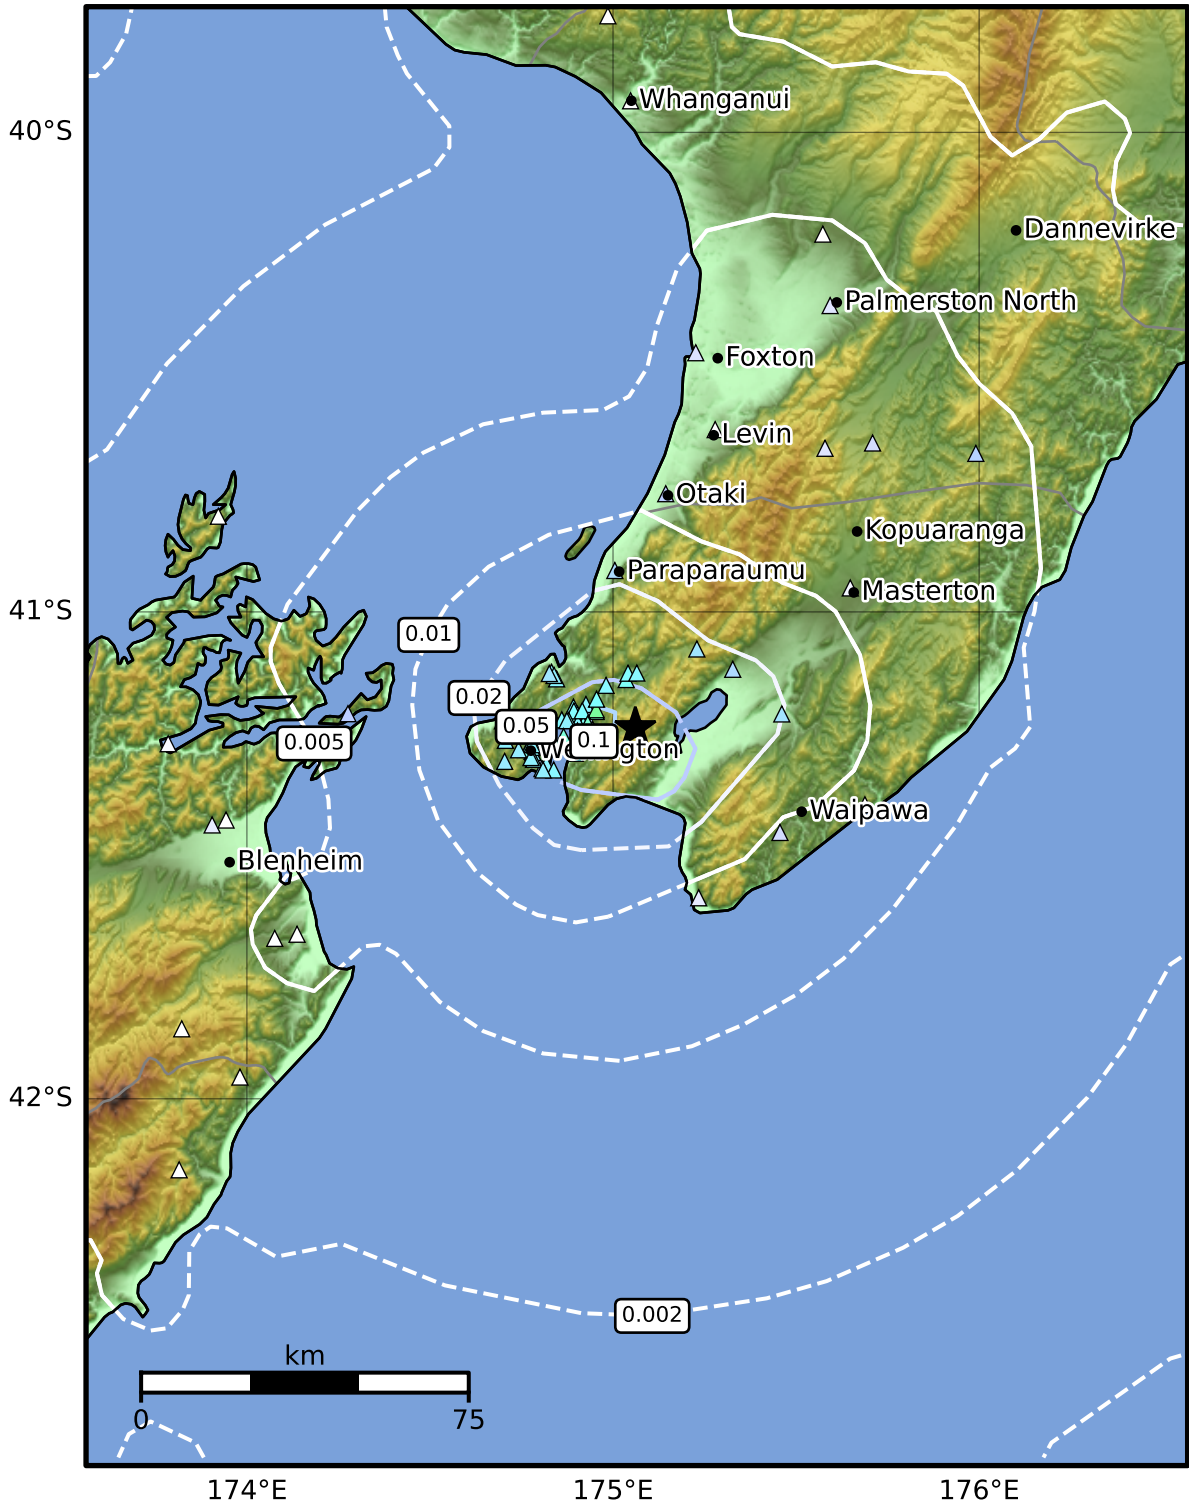 Whanganui
40°S
Dannevirke
Palmerston North
Foxton
Levin
Otaki
Kopuaranga
Paraparaumu
Masterton
41°S
0.01
0.02
0.05
0.1
0.005
Wellington
Waipawa
Blenheim
42°S
0.002
km
0
75
174°E
175°E
176°E